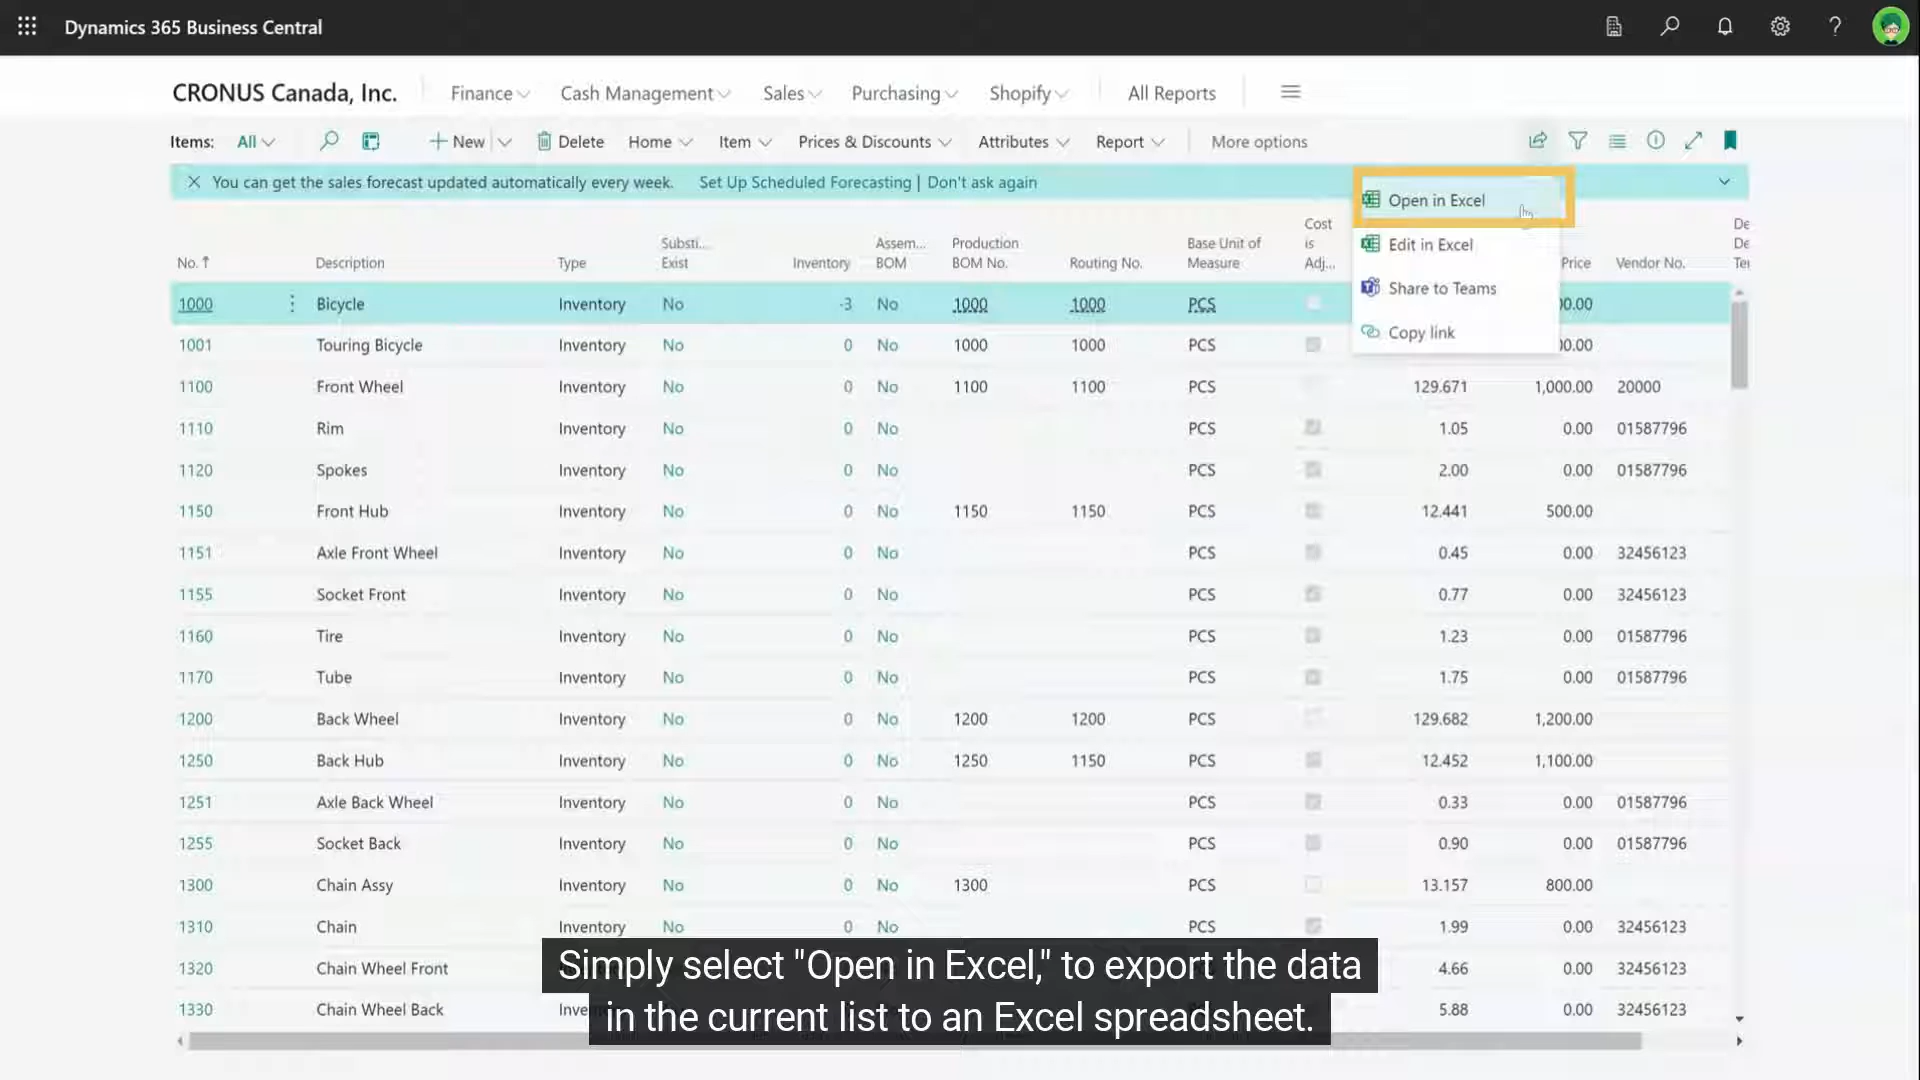 Dynamics 365 Business Central
?
CRONUS Canada, Inc. Finance Cash Management Sales Purchasing Shopify All Reports
Items: All New Delete Home Item Prices & Discounts Attributes Report More options
You can get the sales forecast updated automatically every week. Set Up Scheduled Forecasting | Don't ask again
Open in Excel
Edit in Excel
Share to Teams
Copy link
No. ↑ Description Type Substi... Exist Inventory Assem... BOM Production BOM No. Routing No. Base Unit of Measure Cost is Adj... Price Vendor No. De De Ter
1000 Bicycle Inventory No -3 No 1000 1000 PCS 00.00
1001 Touring Bicycle Inventory No 0 No 1000 1000 PCS 00.00
1100 Front Wheel Inventory No 0 No 1100 1100 PCS 129.671 1,000.00 20000
1110 Rim Inventory No 0 No PCS 1.05 0.00 01587796
1120 Spokes Inventory No 0 No PCS 2.00 0.00 01587796
1150 Front Hub Inventory No 0 No 1150 1150 PCS 12.441 500.00
1151 Axle Front Wheel Inventory No 0 No PCS 0.45 0.00 32456123
1155 Socket Front Inventory No 0 No PCS 0.77 0.00 32456123
1160 Tire Inventory No 0 No PCS 1.23 0.00 01587796
1170 Tube Inventory No 0 No PCS 1.75 0.00 01587796
1200 Back Wheel Inventory No 0 No 1200 1200 PCS 129.682 1,200.00
1250 Back Hub Inventory No 0 No 1250 1150 PCS 12.452 1,100.00
1251 Axle Back Wheel Inventory No 0 No PCS 0.33 0.00 01587796
1255 Socket Back Inventory No 0 No PCS 0.90 0.00 01587796
1300 Chain Assy Inventory No 0 No 1300 PCS 13.157 800.00
1310 Chain Inventory No 0 No PCS 1.99 0.00 32456123
1320 Chain Wheel Front 4.66 0.00 32456123
1330 Chain Wheel Back 5.88 0.00 32456123
Simply select "Open in Excel," to export the data
in the current list to an Excel spreadsheet.